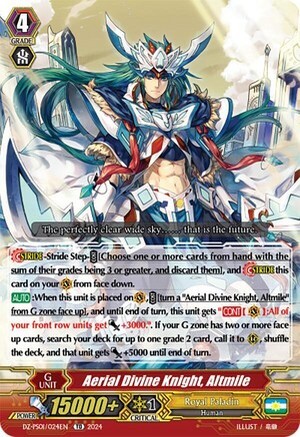 4
GRADE
The perfectly clear wide sky...... that is the future.
STRIDE -Stride Step- [Choose one or more cards from hand with the
sum of their grades being 3 or greater, and discard them], and STRIDE this
card on your from face down.
AUTO :When this unit is placed on , [turn a "Aerial Divine Knight, Altmile"
from G zone face up], and until end of turn, this unit gets "CONT :All of
your front row units get +3000.". If your G zone has two or more face
up cards, search your deck for up to one grade 2 card, call it to , shuffle
the deck, and that unit gets +5000 until end of turn.
G
UNIT
Aerial Divine Knight, Altmile
POWER
15000+
1
CRITICAL
Royal Paladin
Human
DZ-PS01/024EN
2024
ILLUST / 竜徹